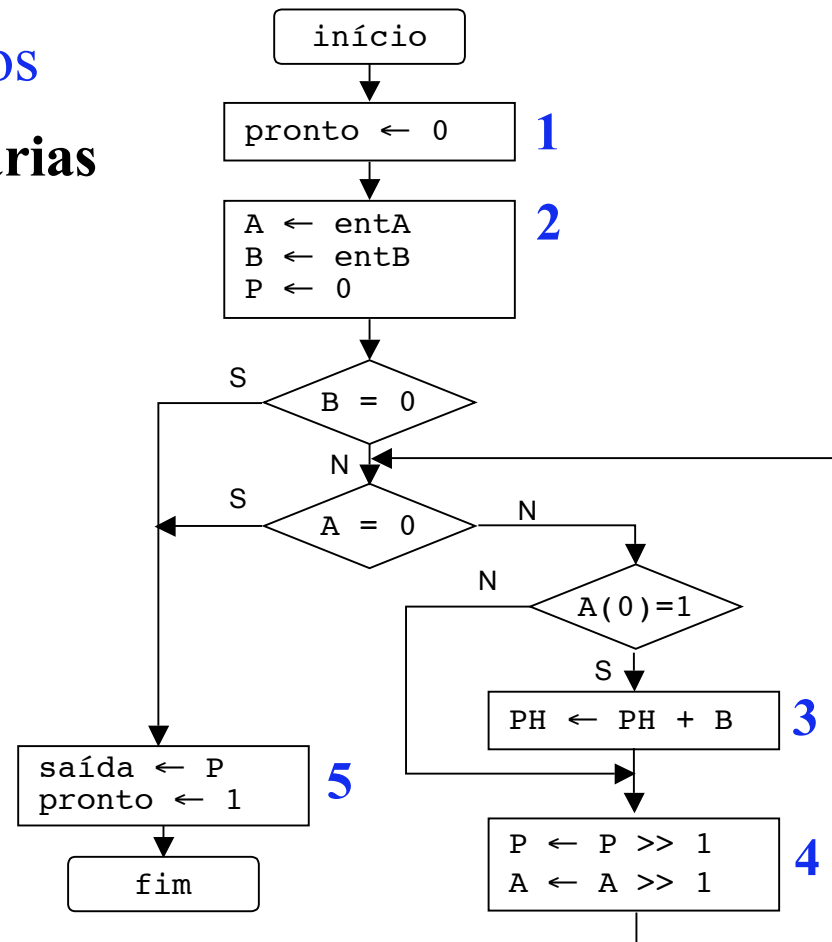 os
árias
início
pronto ← 0
1
A ← entA
B ← entB
P ← 0
2
S
B = 0
N
S
A = 0
N
N
A(0)=1
S
PH ← PH + B
3
saída ← P
pronto ← 1
5
P ← P >> 1
A ← A >> 1
4
fim